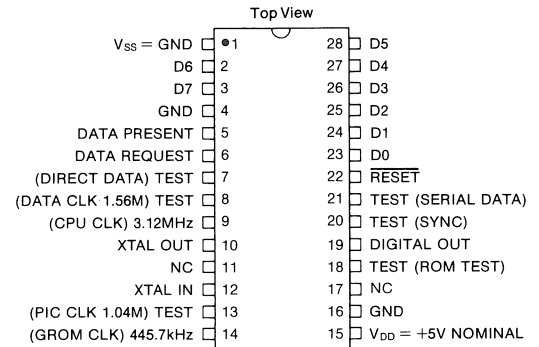 Top View
V_SS = GND 1 28 D5
D6 2 27 D4
D7 3 26 D3
GND 4 25 D2
DATA PRESENT 5 24 D1
DATA REQUEST 6 23 D0
(DIRECT DATA) TEST 7 22 RESET
(DATA CLK 1.56M) TEST 8 21 TEST (SERIAL DATA)
(CPU CLK) 3.12MHz 9 20 TEST (SYNC)
XTAL OUT 10 19 DIGITAL OUT
NC 11 18 TEST (ROM TEST)
XTAL IN 12 17 NC
(PIC CLK 1.04M) TEST 13 16 GND
(GROM CLK) 445.7kHz 14 15 V_DD = +5V NOMINAL